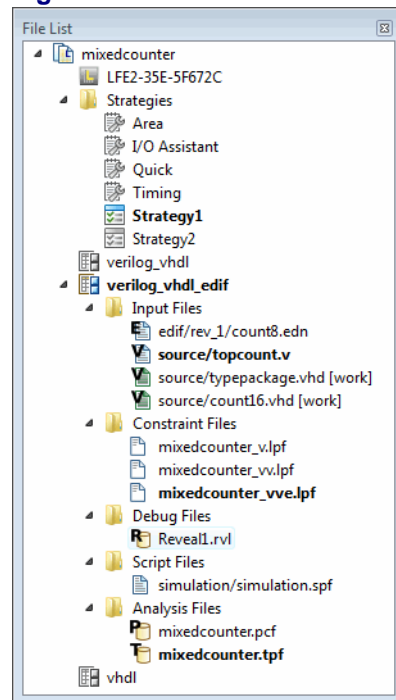 File List
mixedcounter
LFE2-35E-5F672C
Strategies
Area
I/O Assistant
Quick
Timing
Strategy1
Strategy2
verilog_vhdl
verilog_vhdl_edif
Input Files
edif/rev_1/count8.edn
source/topcount.v
source/typepackage.vhd [work]
source/count16.vhd [work]
Constraint Files
mixedcounter_v.lpf
mixedcounter_vv.lpf
mixedcounter_vve.lpf
Debug Files
Reveal1.rvl
Script Files
simulation/simulation.spf
Analysis Files
mixedcounter.pcf
mixedcounter.tpf
vhdl